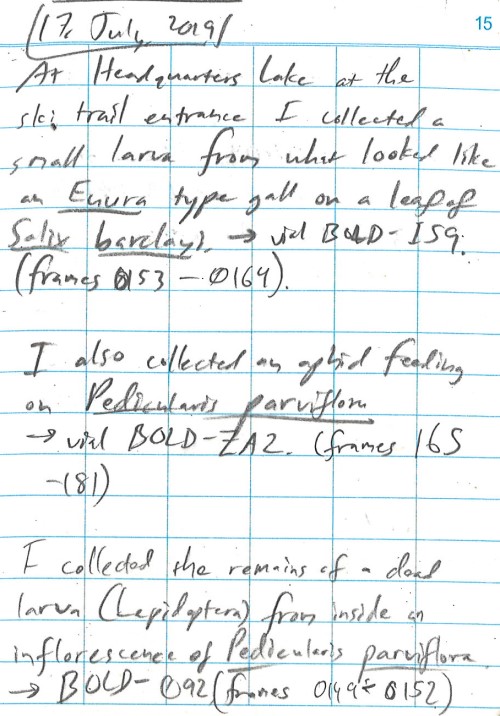 15
17. July 2019
At Headquarters Lake at the
ski trail entrance I collected a
small larva from what looked like
an Euura type gall on a leaf of
Salix barclayi. → vial BOLD-I59.
(frames 0153 – 0164).
I also collected an aphid feeding
on Pedicularis parviflora
→ vial BOLD-ZA2. (frames 165
-181)
I collected the remains of a dead
larva (Lepidoptera) from inside an
inflorescence of Pedicularis parviflora
→ BOLD-092 (frames 0149- 0152)